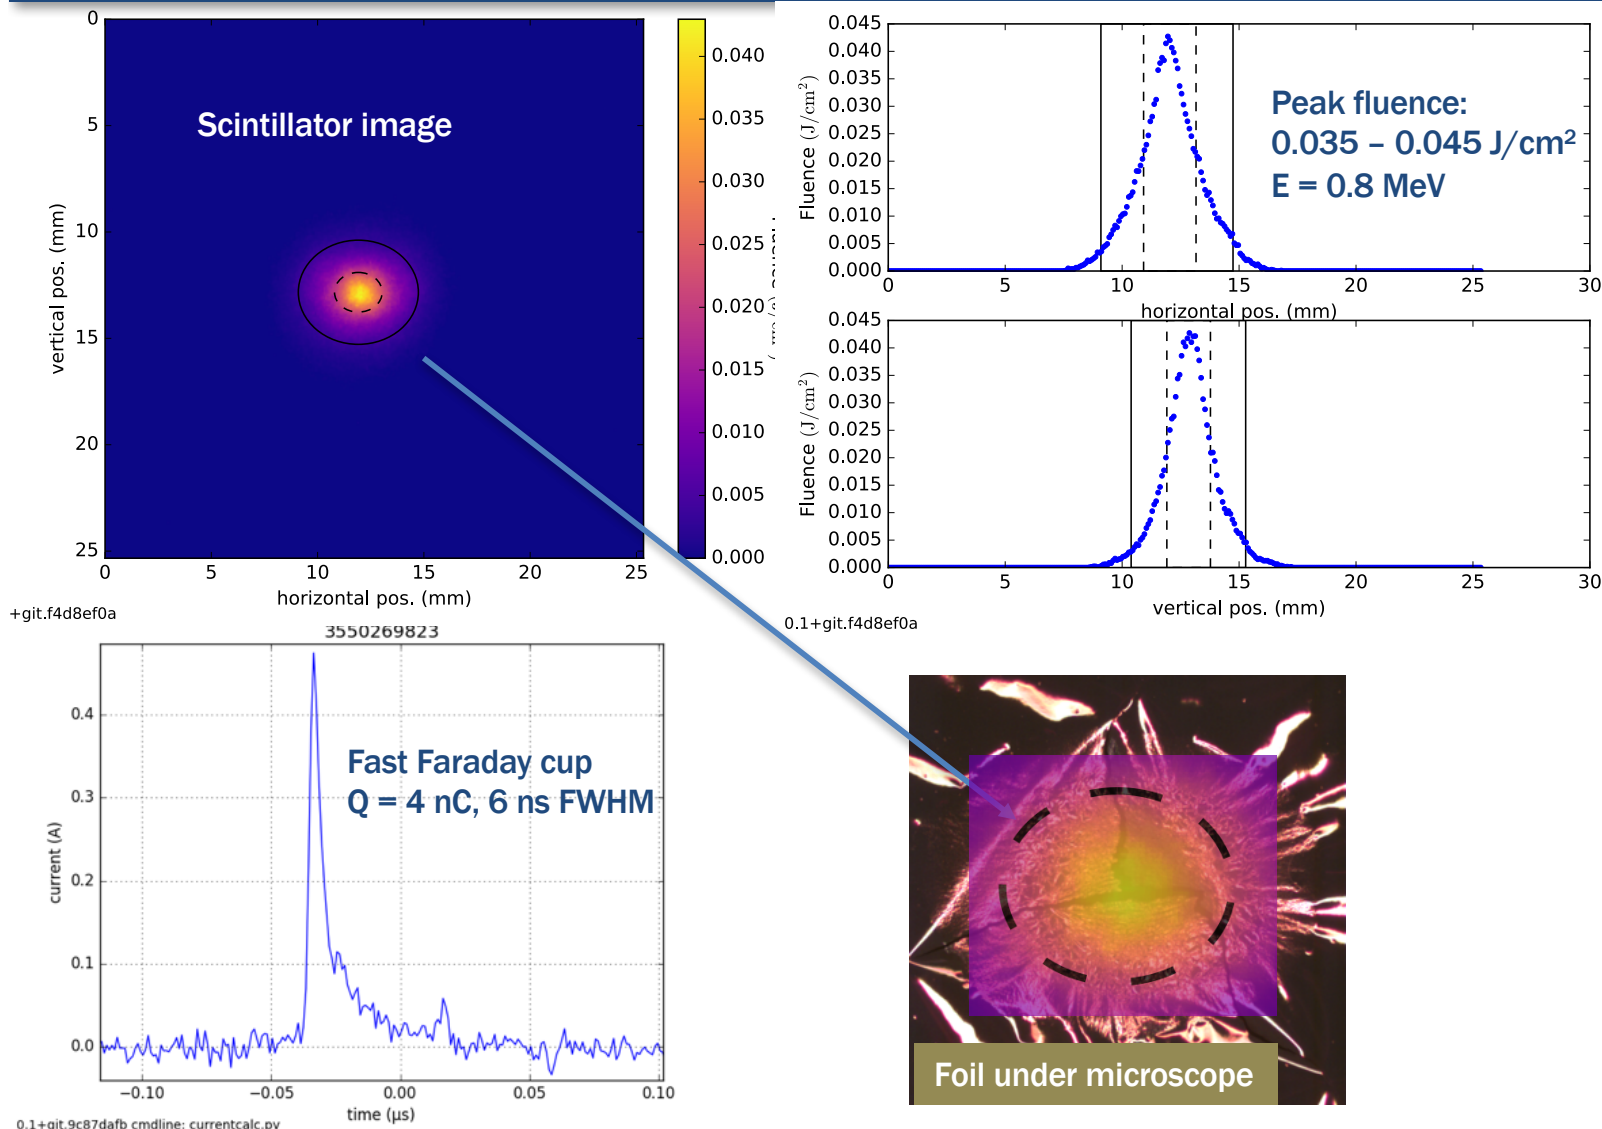 Scintillator image
0
5
10
15
20
25
vertical pos. (mm)
0 5 10 15 20 25
horizontal pos. (mm)
0.040
0.035
0.030
0.025
0.020
0.015
0.010
0.005
0.000
+git.f4d8ef0a
0.045
0.040
0.035
0.030
0.025
0.020
0.015
0.010
0.005
0.000
Fluence (J/cm²)
Peak fluence:
0.035 – 0.045 J/cm²
E = 0.8 MeV
0 5 10 15 20 25 30
horizontal pos. (mm)
0.045
0.040
0.035
0.030
0.025
0.020
0.015
0.010
0.005
0.000
Fluence (J/cm²)
0 5 10 15 20 25 30
vertical pos. (mm)
0.1+git.f4d8ef0a
3550269823
0.4
0.3
0.2
0.1
0.0
current (A)
Fast Faraday cup
Q = 4 nC, 6 ns FWHM
−0.10 −0.05 0.00 0.05 0.10
time (µs)
0.1+git.9c87dafb cmdline: currentcalc.py
Foil under microscope